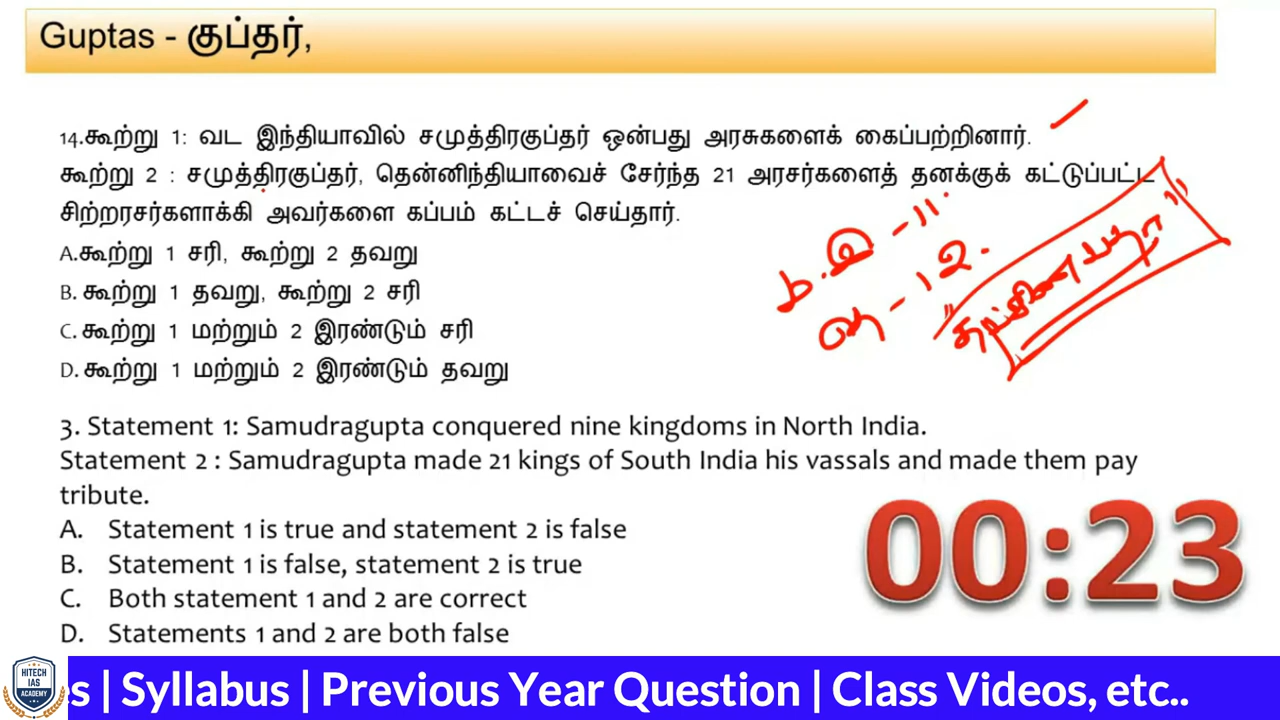 Guptas - குப்தர்,
14.கூற்று 1: வட இந்தியாவில் சமுத்திரகுப்தர் ஒன்பது அரசுகளைக் கைப்பற்றினார்.
கூற்று 2 : சமுத்திரகுப்தர், தென்னிந்தியாவைச் சேர்ந்த 21 அரசர்களைத் தனக்குக் கட்டுப்பட்ட
சிற்றரசர்களாக்கி அவர்களை கப்பம் கட்டச் செய்தார்.
A.கூற்று 1 சரி, கூற்று 2 தவறு
B. கூற்று 1 தவறு, கூற்று 2 சரி
C. கூற்று 1 மற்றும் 2 இரண்டும் சரி
D. கூற்று 1 மற்றும் 2 இரண்டும் தவறு
- 11.
- 12.
3. Statement 1: Samudragupta conquered nine kingdoms in North India.
Statement 2 : Samudragupta made 21 kings of South India his vassals and made them pay
tribute.
A. Statement 1 is true and statement 2 is false
B. Statement 1 is false, statement 2 is true
C. Both statement 1 and 2 are correct
D. Statements 1 and 2 are both false
00:23
HITECH
IAS
ACADEMY
s | Syllabus | Previous Year Question | Class Videos, etc..